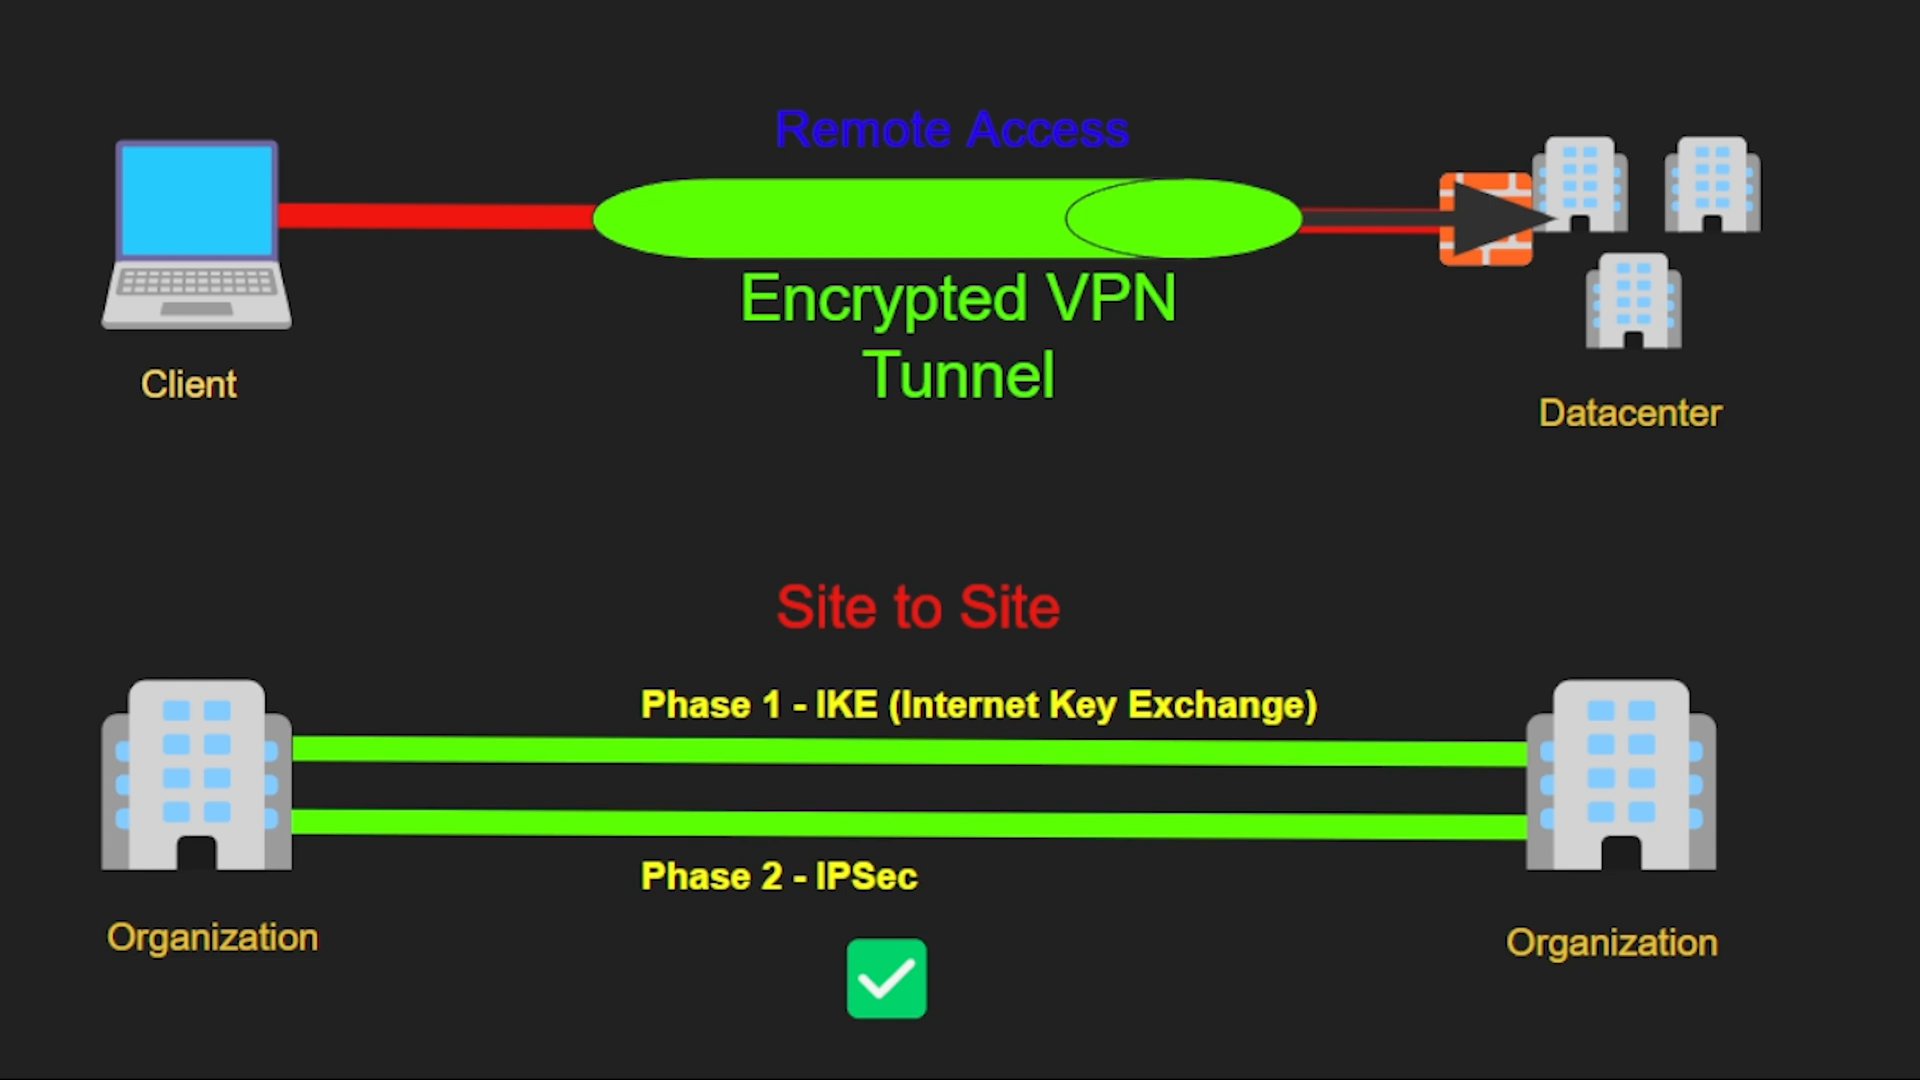 Remote Access
Encrypted VPN
Tunnel
Client
Datacenter
Site to Site
Phase 1 - IKE (Internet Key Exchange)
Phase 2 - IPSec
Organization
Organization